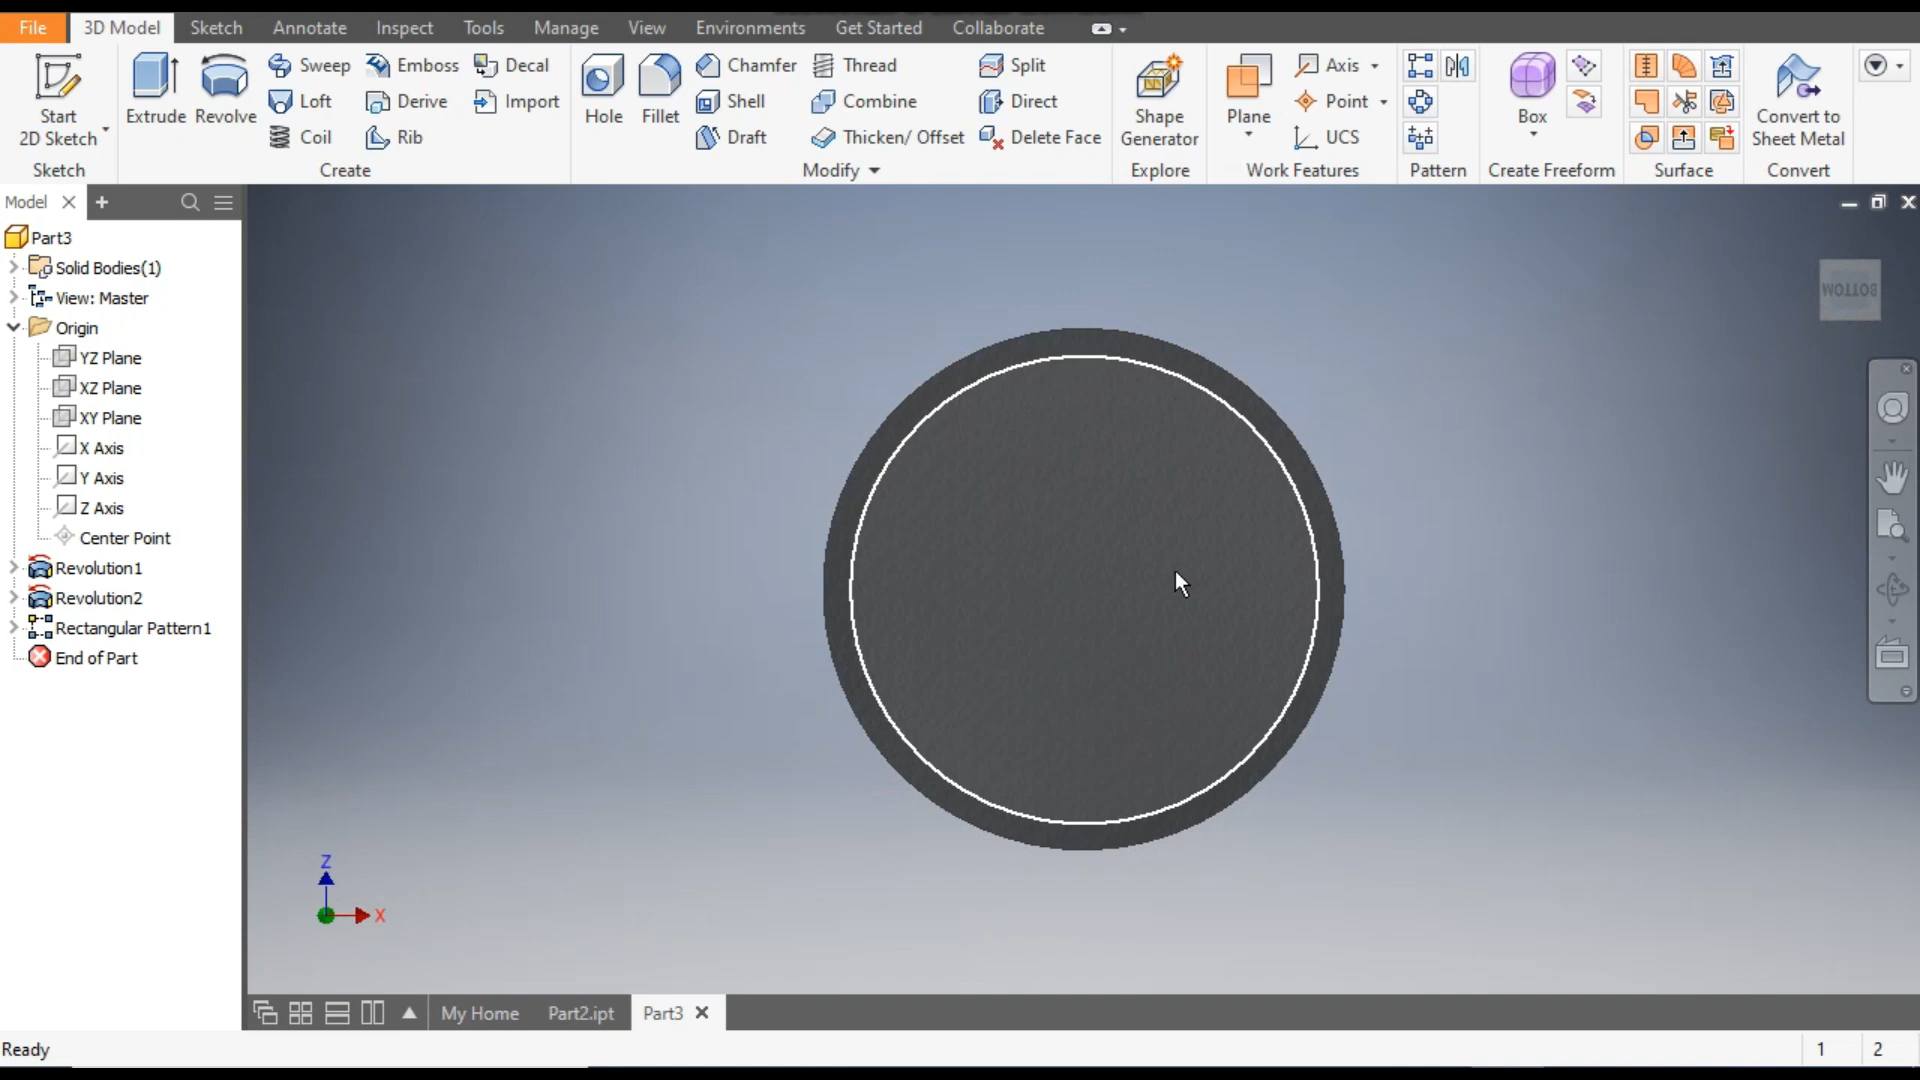 File 3D Model Sketch Annotate Inspect Tools Manage View Environments Get Started Collaborate
Start
2D Sketch
Sketch
Extrude Revolve
Sweep Emboss Decal
Loft Derive Import
Coil Rib
Create
Hole Fillet
Chamfer Thread Split
Shell Combine Direct
Draft Thicken/ Offset Delete Face
Modify
Shape
Generator
Explore
Plane
Axis
Point
UCS
Work Features
Pattern
Box
Create Freeform
Surface
Convert to
Sheet Metal
Convert
Model
Part3
Solid Bodies(1)
View: Master
Origin
YZ Plane
XZ Plane
XY Plane
X Axis
Y Axis
Z Axis
Center Point
Revolution1
Revolution2
Rectangular Pattern1
End of Part
BOTTOM
Z
X
My Home Part2.ipt Part3
Ready
1 2